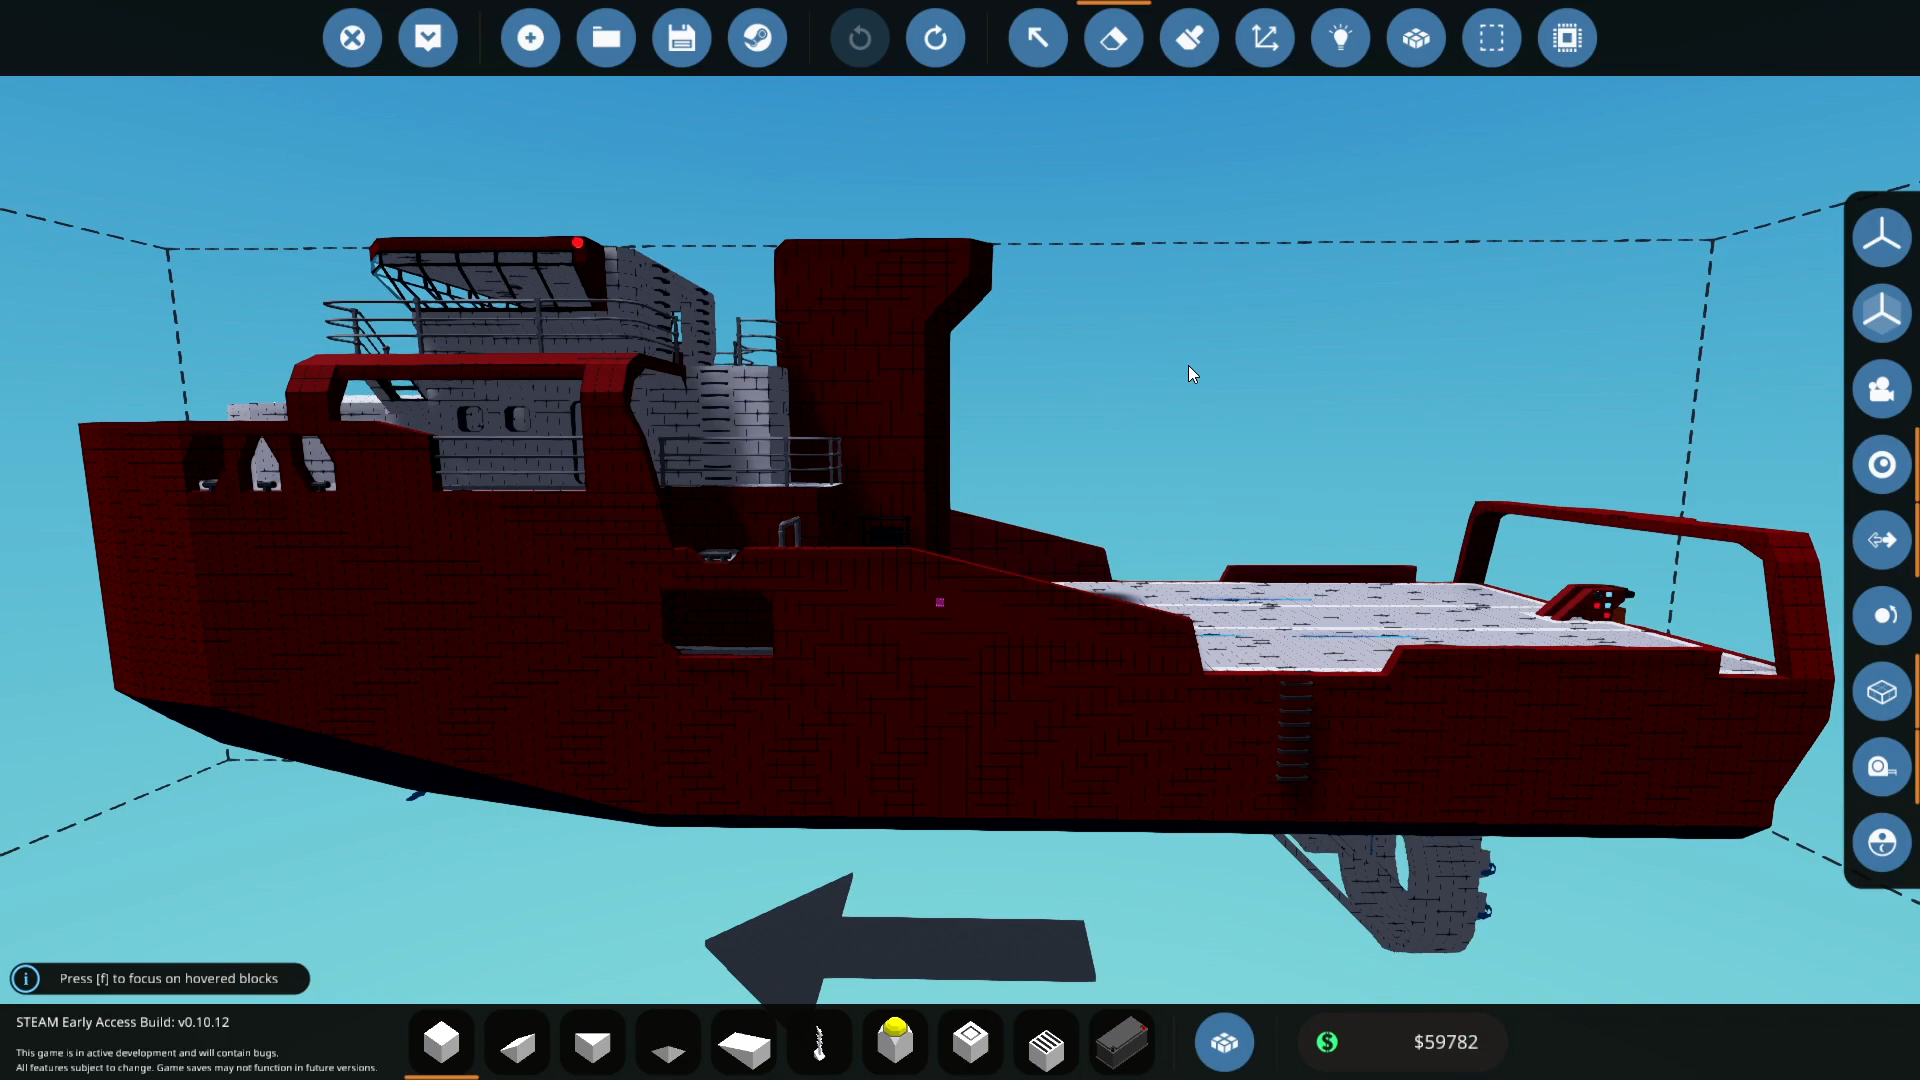 Press [f] to focus on hovered blocks
STEAM Early Access Build: v0.10.12
This game is in active development and will contain bugs.
All features subject to change. Game saves may not function in future versions.
$59782